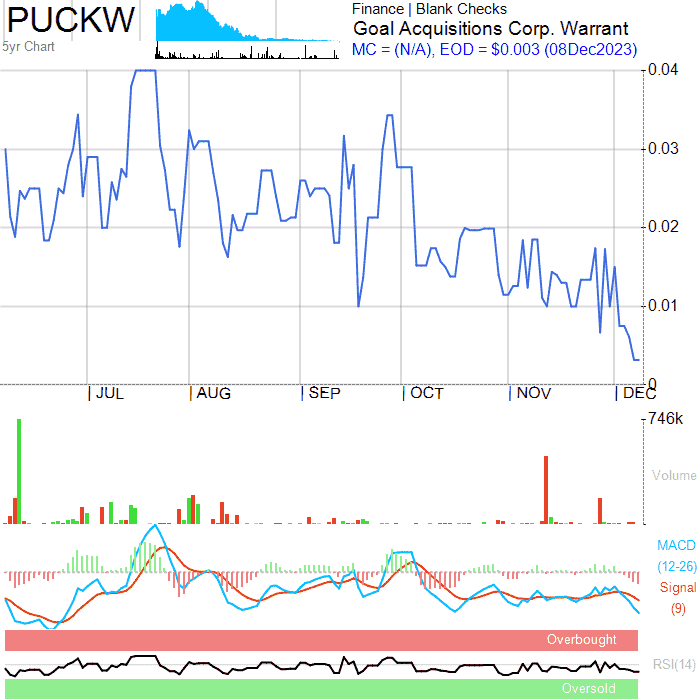 PUCKW
5yr Chart
Finance | Blank Checks
Goal Acquisitions Corp. Warrant
MC = (N/A), EOD = $0.003 (08Dec2023)
0.04
0.03
0.02
0.01
0
JUL AUG SEP OCT NOV DEC
746k
Volume
MACD
(12-26)
Signal
(9)
Overbought
RSI(14)
Oversold